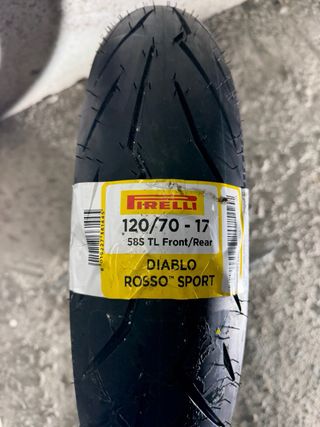 PIRELLI
120/70 - 17
58S TL Front/Rear
DIABLO
ROSSO™ SPORT